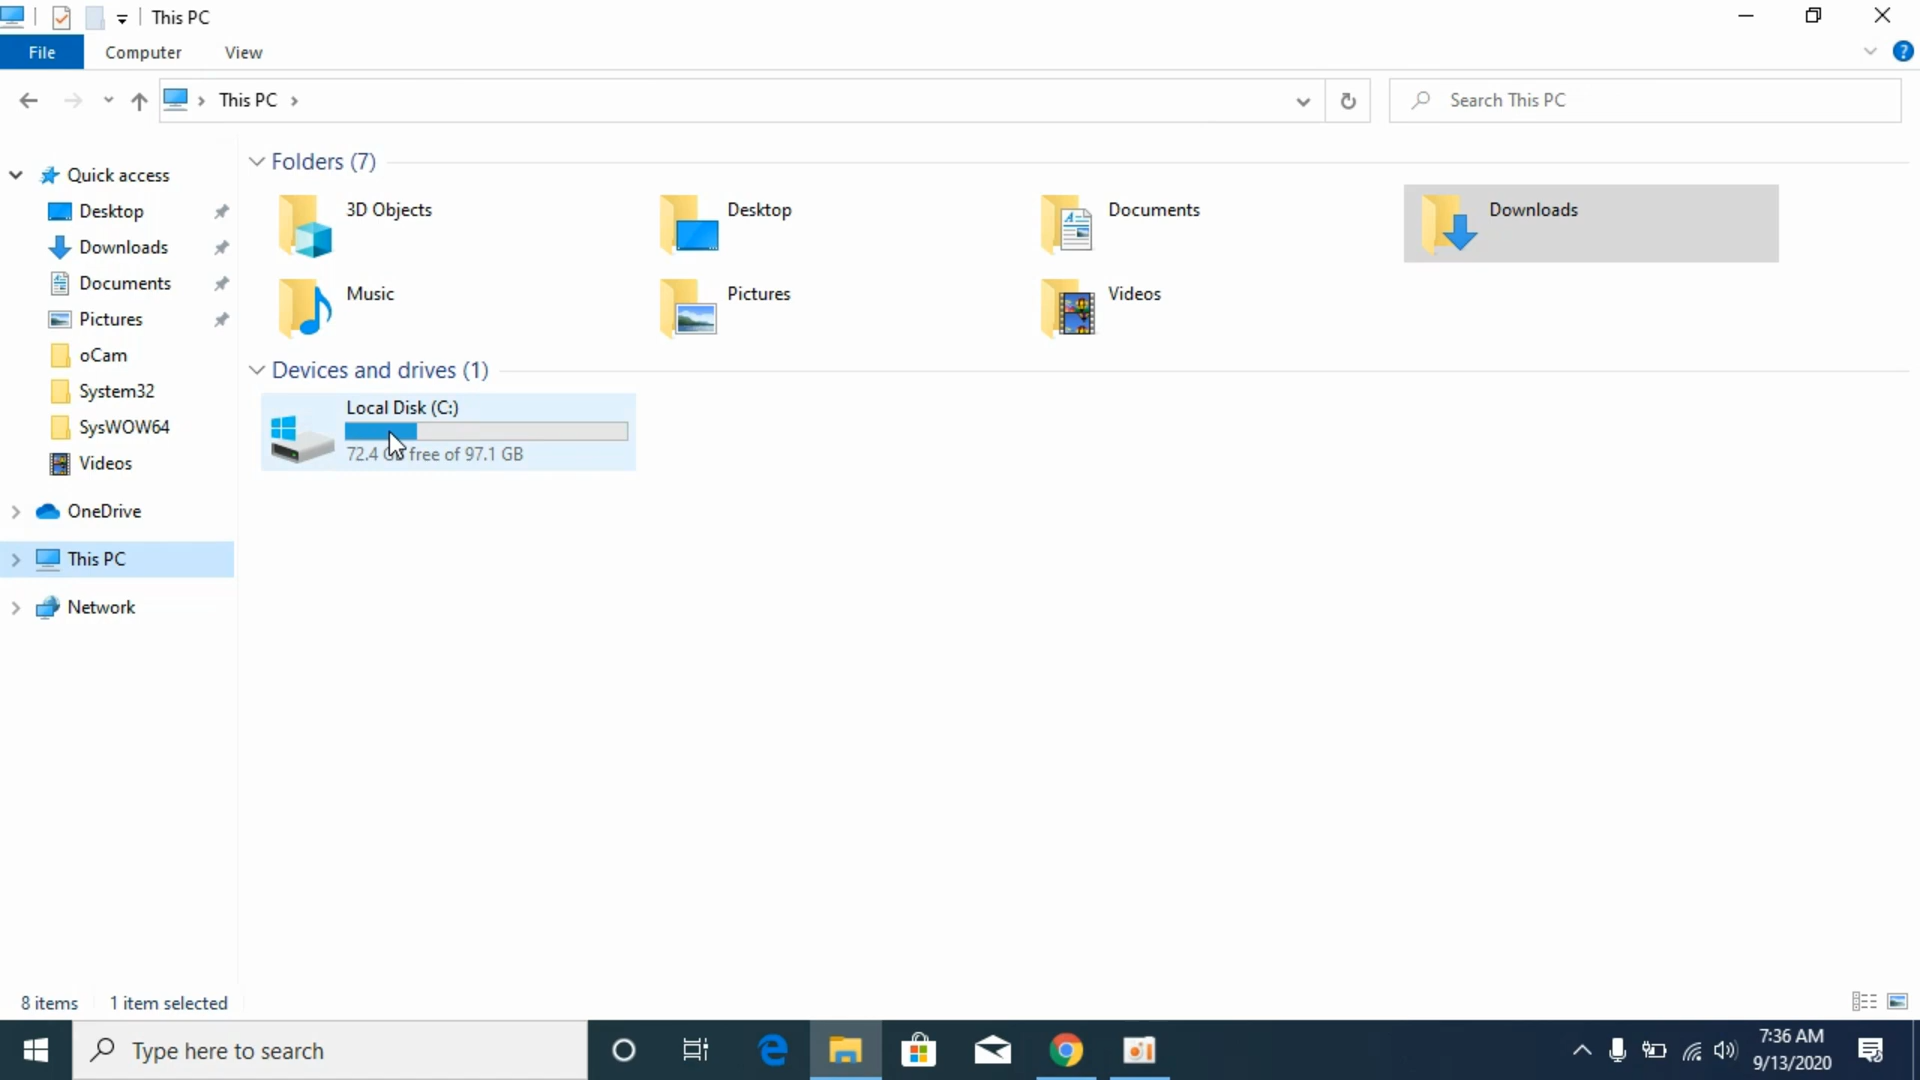 This PC
File Computer View
This PC
Search This PC
Quick access
Desktop
Downloads
Documents
Pictures
oCam
System32
SysWOW64
Videos
OneDrive
This PC
Network
Folders (7)
3D Objects
Desktop
Documents
Downloads
Music
Pictures
Videos
Devices and drives (1)
Local Disk (C:)
72.4 GB free of 97.1 GB
8 items 1 item selected
Type here to search
7:36 AM
9/13/2020